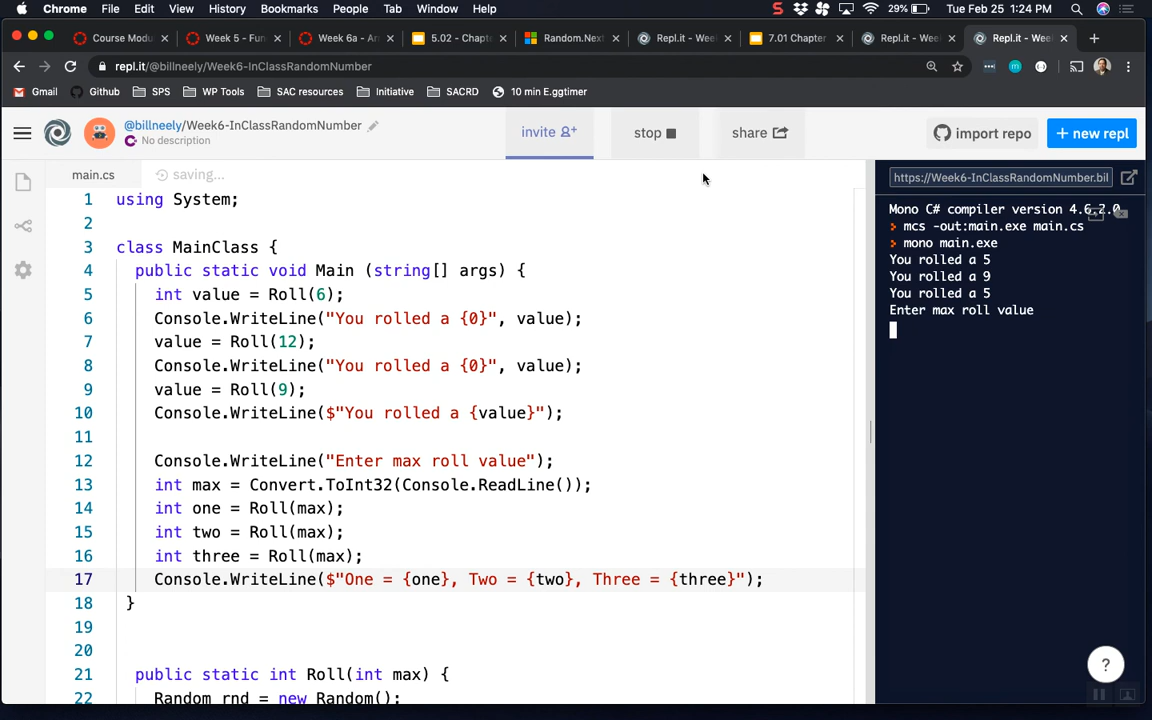 Chrome File Edit View History Bookmarks People Tab Window Help 29% Tue Feb 25 1:24 PM
Course Modu Week 5 - Fun Week 6a - Arr 5.02 - Chapte Random.Next Repl.it - Wee 7.01 Chapter Repl.it - Wee Repl.it - Wee
repl.it/@billneely/Week6-InClassRandomNumber
Gmail Github SPS WP Tools SAC resources Initiative SACRD 10 min E.ggtimer
@billneely/Week6-InClassRandomNumber
No description
invite stop share import repo + new repl
main.cs saving...
https://Week6-InClassRandomNumber.bil
1 using System;
2
3 class MainClass {
4 public static void Main (string[] args) {
5 int value = Roll(6);
6 Console.WriteLine("You rolled a {0}", value);
7 value = Roll(12);
8 Console.WriteLine("You rolled a {0}", value);
9 value = Roll(9);
10 Console.WriteLine($"You rolled a {value}");
11
12 Console.WriteLine("Enter max roll value");
13 int max = Convert.ToInt32(Console.ReadLine());
14 int one = Roll(max);
15 int two = Roll(max);
16 int three = Roll(max);
17 Console.WriteLine($"One = {one}, Two = {two}, Three = {three}");
18 }
19
20
21 public static int Roll(int max) {
22 Random rnd = new Random();
Mono C# compiler version 4.6.2.0
> mcs -out:main.exe main.cs
> mono main.exe
You rolled a 5
You rolled a 9
You rolled a 5
Enter max roll value
?